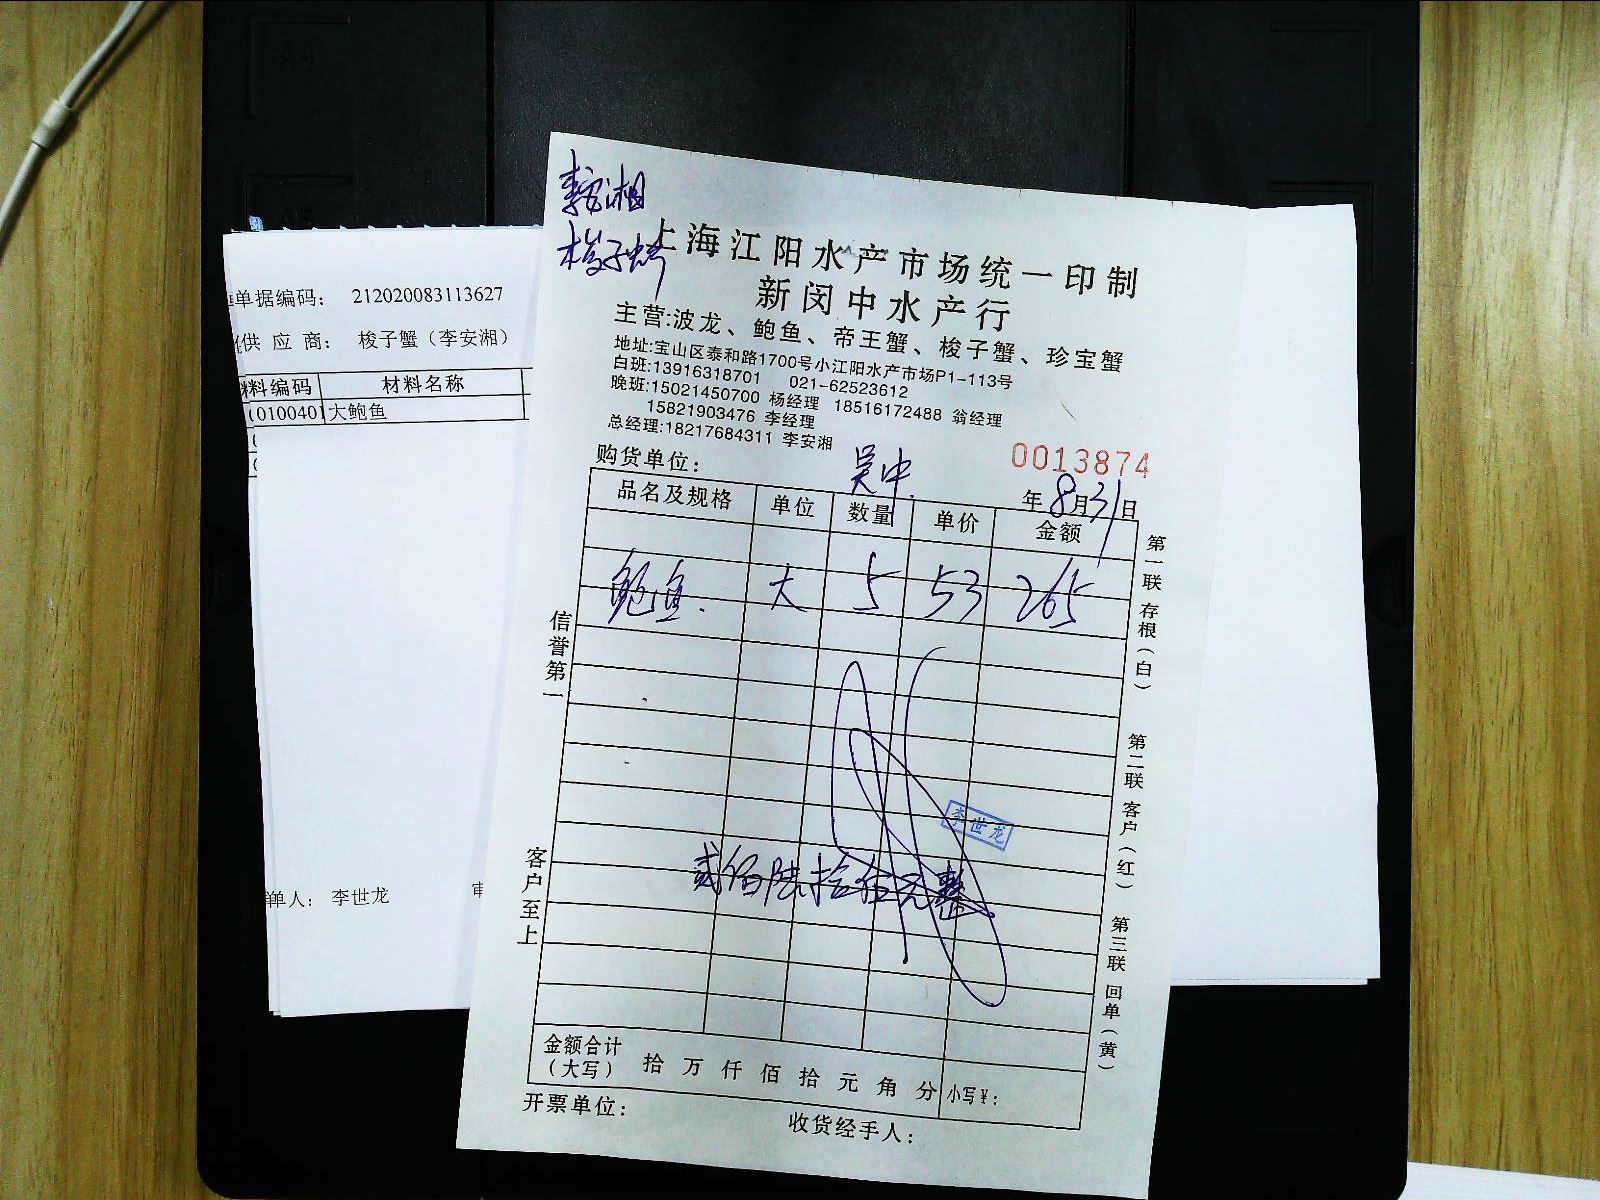 单据编码： 212020083113627
供 应 商： 梭子蟹（李安湘）
料编码 材料名称
0100401 大鲍鱼
单人： 李世龙
李安湘
梭子蟹
上海江阳水产市场统一印制
新闵中水产行
主营:波龙、鲍鱼、帝王蟹、梭子蟹、珍宝蟹
地址:宝山区泰和路1700号小江阳水产市场P1-113号
白班:13916318701 021-62523612
晚班:15021450700 杨经理 18516172488 翁经理
15821903476 李经理
总经理:18217684311 李安湘
0013874
购货单位: 吴中
年8月31日
品名及规格 单位 数量 单价 金额
鲍鱼. 大 5 53 265
李世龙
贰佰陆拾伍元整
金额合计
（大写） 拾 万 仟 佰 拾 元 角 分 小写¥:
开票单位: 收货经手人:
信誉第一
客户至上
第一联 存根（白）
第二联 客户（红）
第三联 回单（黄）